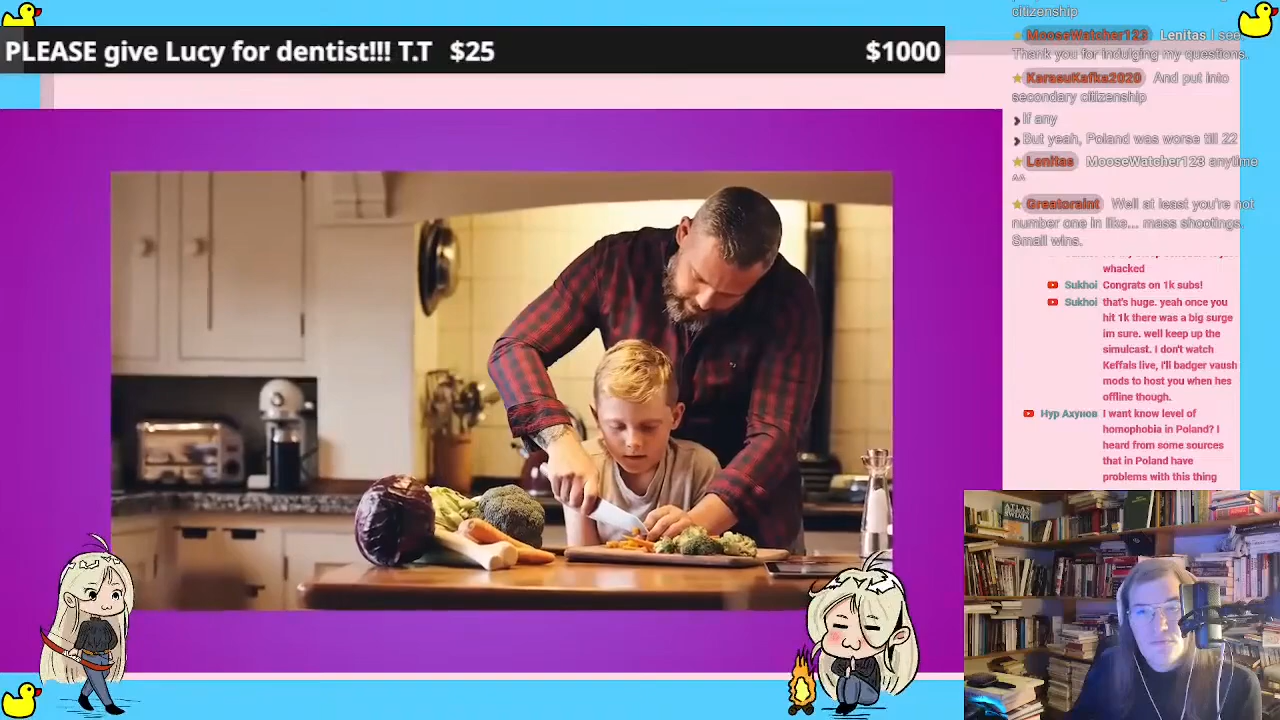 PLEASE give Lucy for dentist!!! T.T $25 $1000
citizenship
MooseWatcher123 Lenitas I see
Thank you for indulging my questions.
KarasuKafka2020 And put into
secondary citizenship
If any
But yeah, Poland was worse till 22
Lenitas MooseWatcher123 anytime
^^
Greatoraint Well at least you're not
number one in like... mass shootings.
Small wins.
whacked
Sukhoi Congrats on 1k subs!
Sukhoi that's huge. yeah once you
hit 1k there was a big surge
im sure. well keep up the
simulcast. I don't watch
Keffals live, i'll badger vaush
mods to host you when hes
offline though.
Нур Ахунов I want know level of
homophobia in Poland? I
heard from some sources
that in Poland have
problems with this thing
ATLAS
ŚWIATA